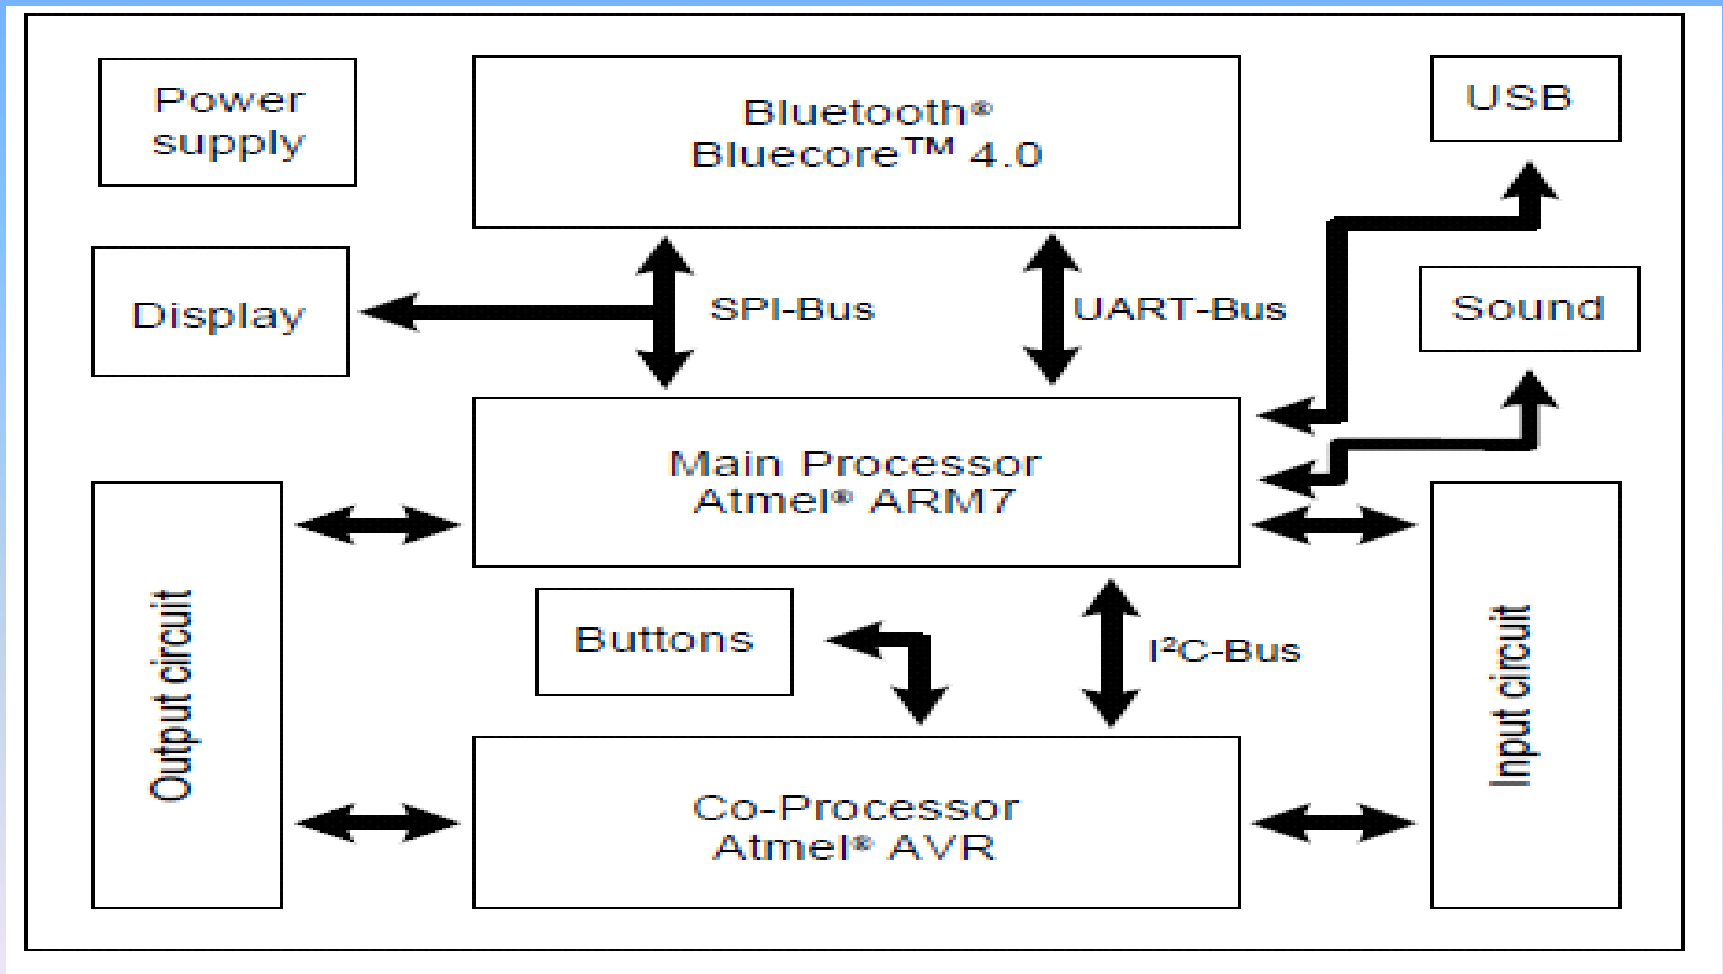 Power
supply
Bluetooth®
Bluecore™ 4.0
USB
Display
SPI-Bus
UART-Bus
Sound
Main Processor
Atmel® ARM7
Output circuit
Buttons
I²C-Bus
Input circuit
Co-Processor
Atmel® AVR